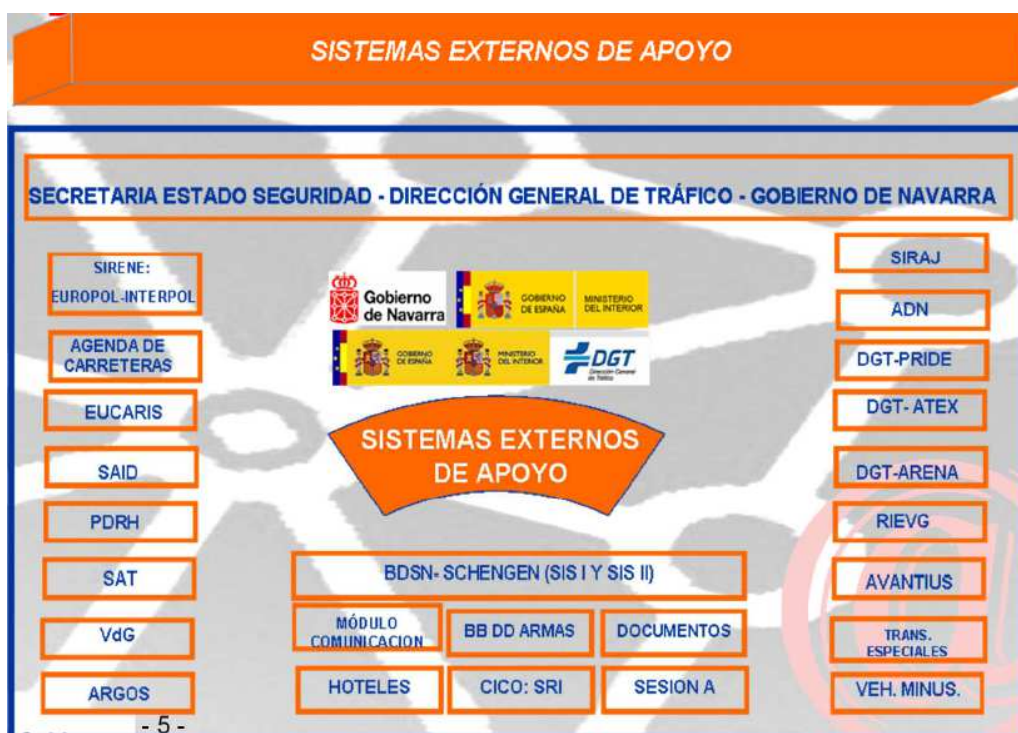 SISTEMAS EXTERNOS DE APOYO
SECRETARIA ESTADO SEGURIDAD - DIRECCIÓN GENERAL DE TRÁFICO - GOBIERNO DE NAVARRA
SIRENE:
EUROPOL-INTERPOL
AGENDA DE
CARRETERAS
EUCARIS
SAID
PDRH
SAT
VdG
ARGOS
Gobierno
de Navarra
GOBIERNO
DE ESPAÑA
MINISTERIO
DEL INTERIOR
GOBIERNO
DE ESPAÑA
MINISTERIO
DEL INTERIOR
DGT
Dirección General
de Tráfico
SISTEMAS EXTERNOS
DE APOYO
BDSN- SCHENGEN (SIS I Y SIS II)
MÓDULO
COMUNICACION
BB DD ARMAS
DOCUMENTOS
HOTELES
CICO: SRI
SESION A
SIRAJ
ADN
DGT-PRIDE
DGT- ATEX
DGT-ARENA
RIEVG
AVANTIUS
TRANS.
ESPECIALES
VEH. MINUS.
- 5 -